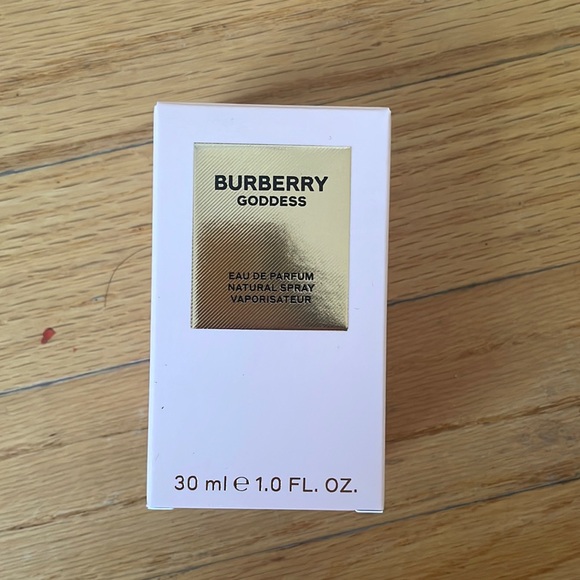 BURBERRY
GODDESS
EAU DE PARFUM
NATURAL SPRAY
VAPORISATEUR
30 ml ℮ 1.0 FL. OZ.